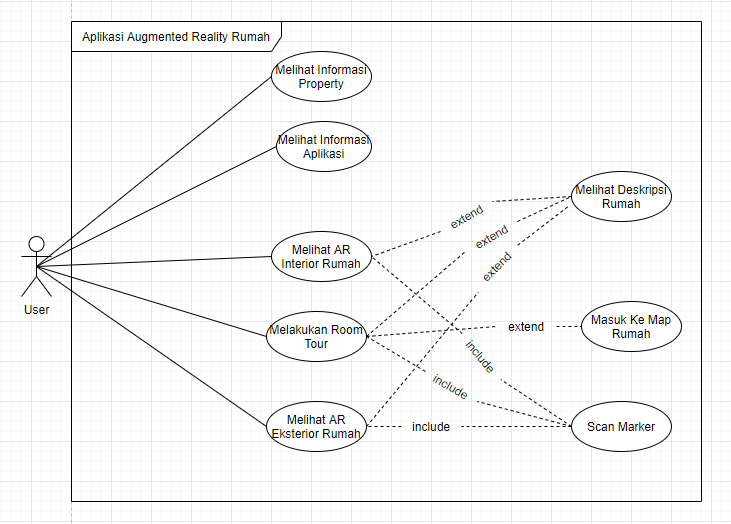 Aplikasi Augmented Reality Rumah
Melihat Informasi
Property
Melihat Informasi
Aplikasi
Melihat Deskripsi
Rumah
extend
extend
extend
Melihat AR
Interior Rumah
User
Melakukan Room
Tour
extend
Masuk Ke Map
Rumah
include
include
Melihat AR
Eksterior Rumah
include
Scan Marker